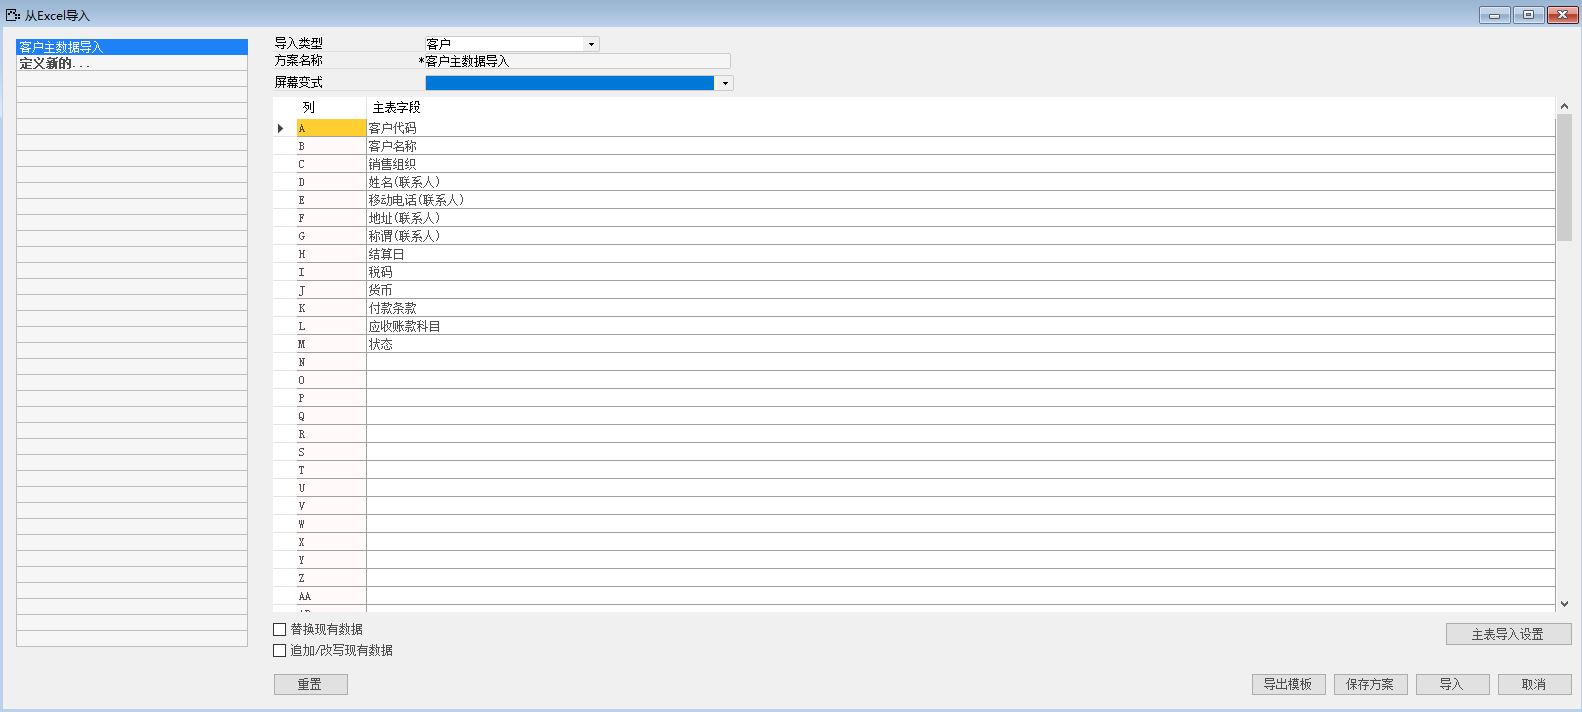 从Excel导入
客户主数据导入
定义新的...
导入类型 客户
方案名称 *客户主数据导入
屏幕变式
列 主表字段
A 客户代码
B 客户名称
C 销售组织
D 姓名(联系人)
E 移动电话(联系人)
F 地址(联系人)
G 称谓(联系人)
H 结算日
I 税码
J 货币
K 付款条款
L 应收账款科目
M 状态
N
O
P
Q
R
S
T
U
V
W
X
Y
Z
AA
替换现有数据
追加/改写现有数据
主表导入设置
重置 导出模板 保存方案 导入 取消